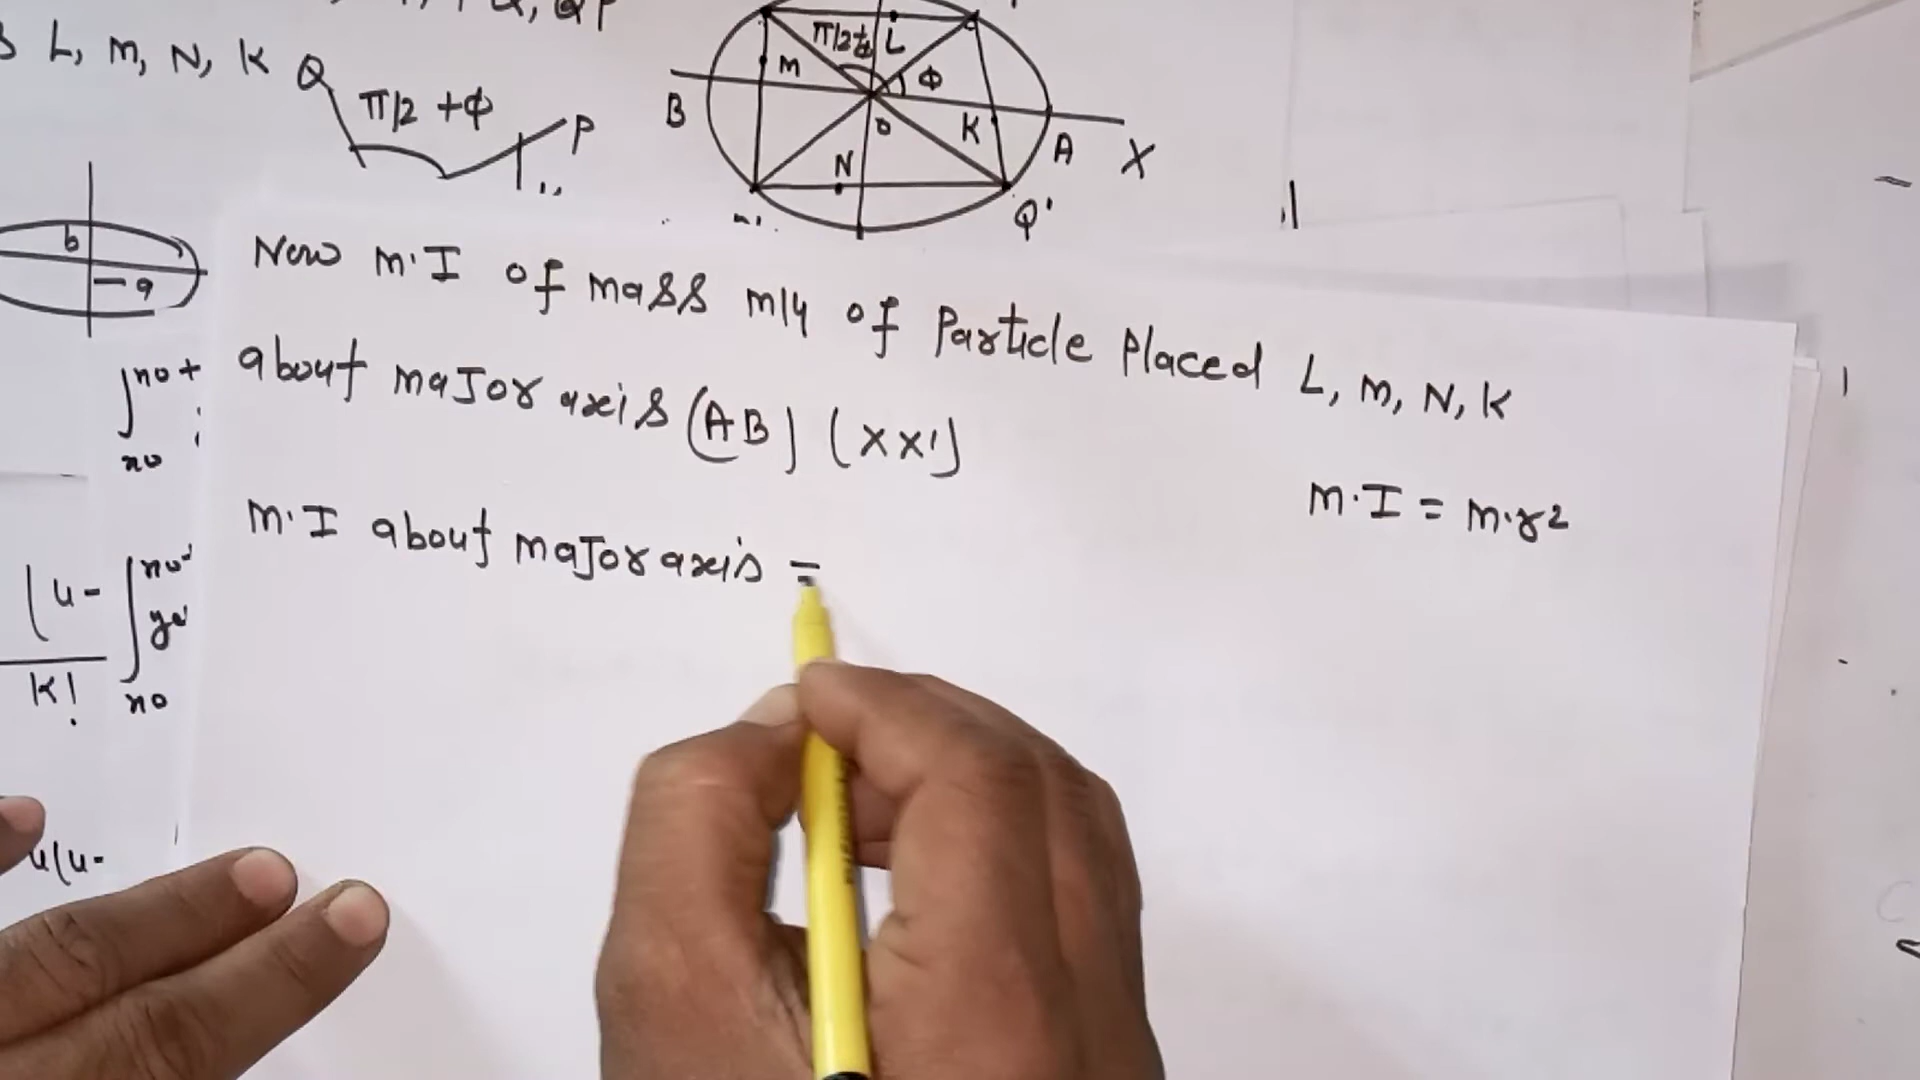 L, M, N, K
Q
π/2 + φ
P
π/2
L
M
φ
B
O
K
A
X
N
Q'
b
a
Now M.I of mass m/4 of Particle Placed L, M, N, K
about major axis (AB) (XX')
M.I = m.r²
M.I about major axis =
K!